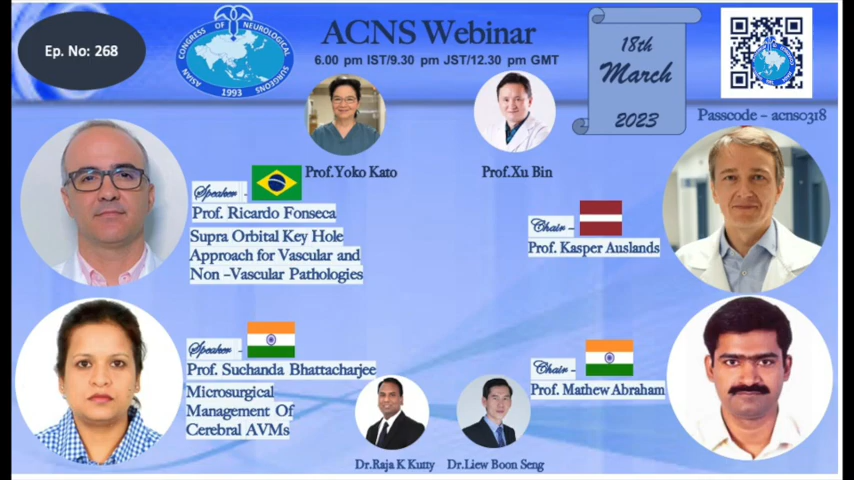 Ep. No: 268
ASIAN CONGRESS OF NEUROLOGICAL SURGEONS
1993
ACNS Webinar
6.00 pm IST/9.30 pm JST/12.30 pm GMT
18th
March
2023
Passcode – acns0318
Prof.Yoko Kato
Prof.Xu Bin
Speaker -
Prof. Ricardo Fonseca
Supra Orbital Key Hole
Approach for Vascular and
Non –Vascular Pathologies
Chair –
Prof. Kasper Auslands
Speaker -
Prof. Suchanda Bhattacharjee
Microsurgical
Management Of
Cerebral AVMs
Chair –
Prof. Mathew Abraham
Dr.Raja K Kutty
Dr.Liew Boon Seng